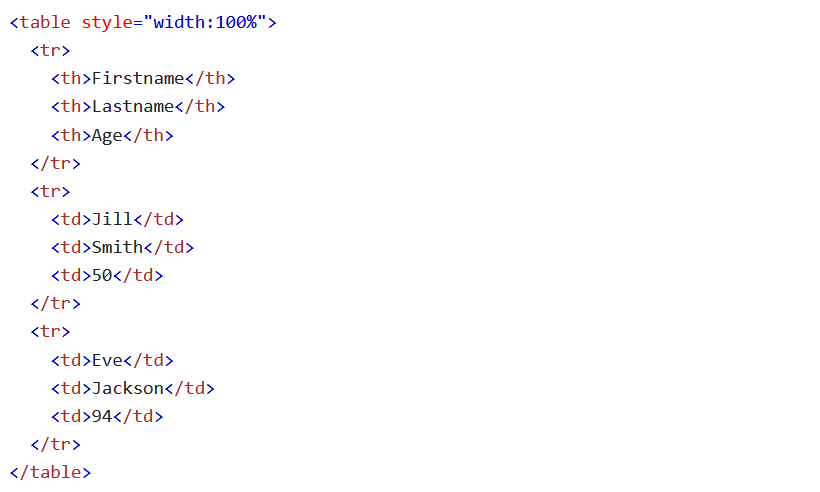 <table style="width:100%">
  <tr>
    <th>Firstname</th>
    <th>Lastname</th>
    <th>Age</th>
  </tr>
  <tr>
    <td>Jill</td>
    <td>Smith</td>
    <td>50</td>
  </tr>
  <tr>
    <td>Eve</td>
    <td>Jackson</td>
    <td>94</td>
  </tr>
</table>